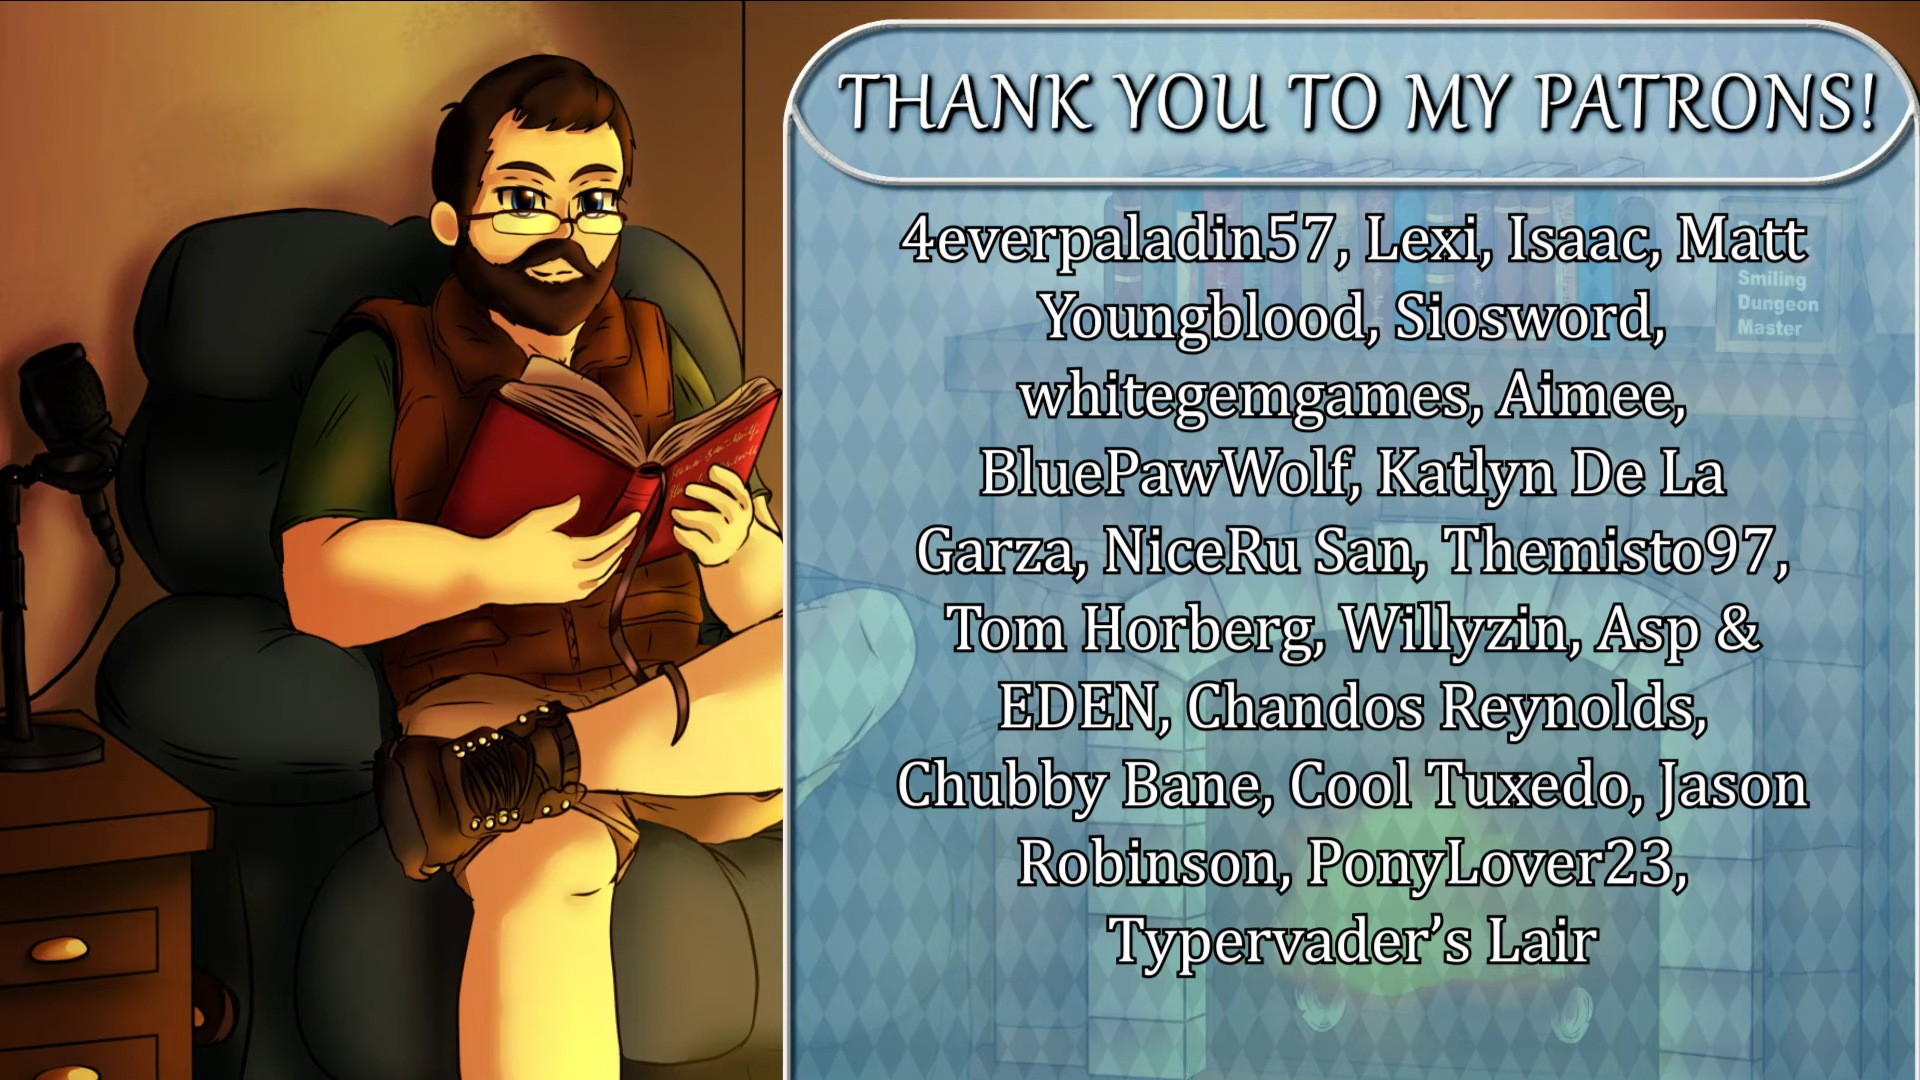 THANK YOU TO MY PATRONS!
4everpaladin57, Lexi, Isaac, Matt
Youngblood, Siosword,
whitegemgames, Aimee,
BluePawWolf, Katlyn De La
Garza, NiceRu San, Themisto97,
Tom Horberg, Willyzin, Asp &
EDEN, Chandos Reynolds,
Chubby Bane, Cool Tuxedo, Jason
Robinson, PonyLover23,
Typervader’s Lair
Smiling
Dungeon
Master